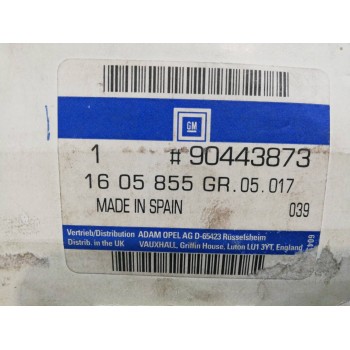 GM
1 #90443873
16 05 855 GR.05.017
MADE IN SPAIN 039
Vertrieb/Distribution ADAM OPEL AG D-65423 Rüsselsheim
Distrib. in the UK VAUXHALL Griffin House, Luton LU1 3YT, England